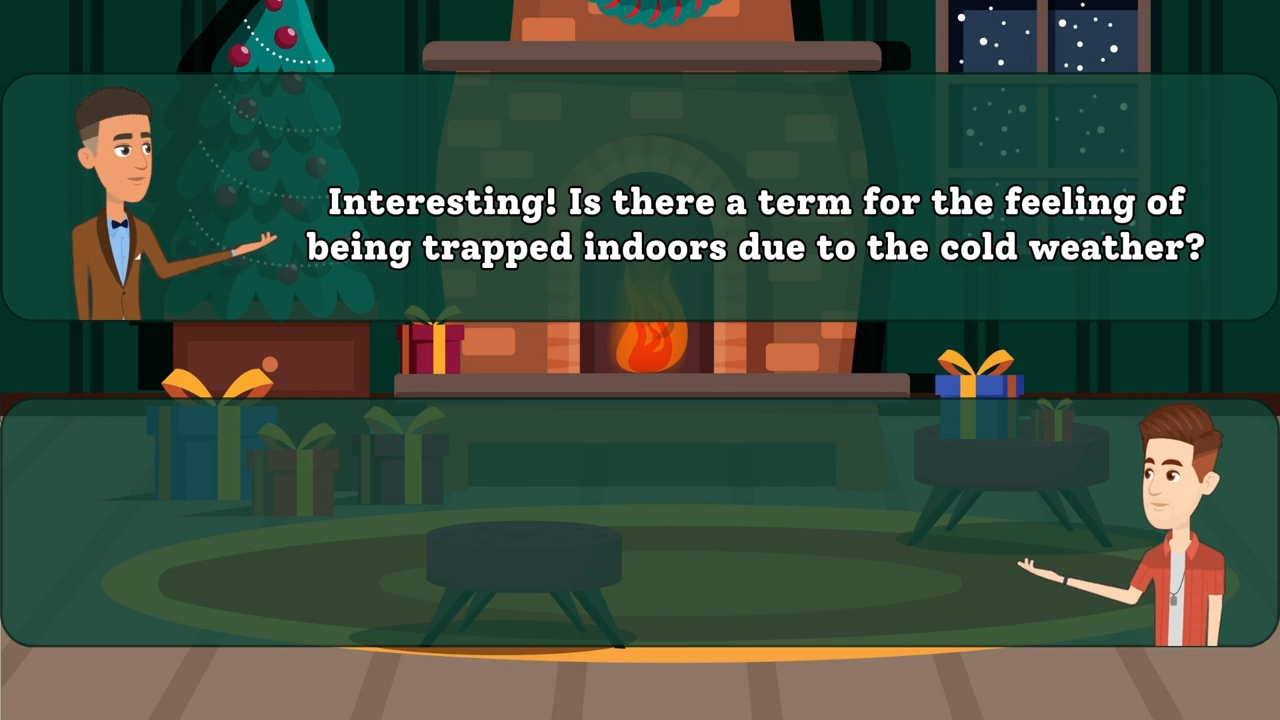 Interesting! Is there a term for the feeling of
being trapped indoors due to the cold weather?